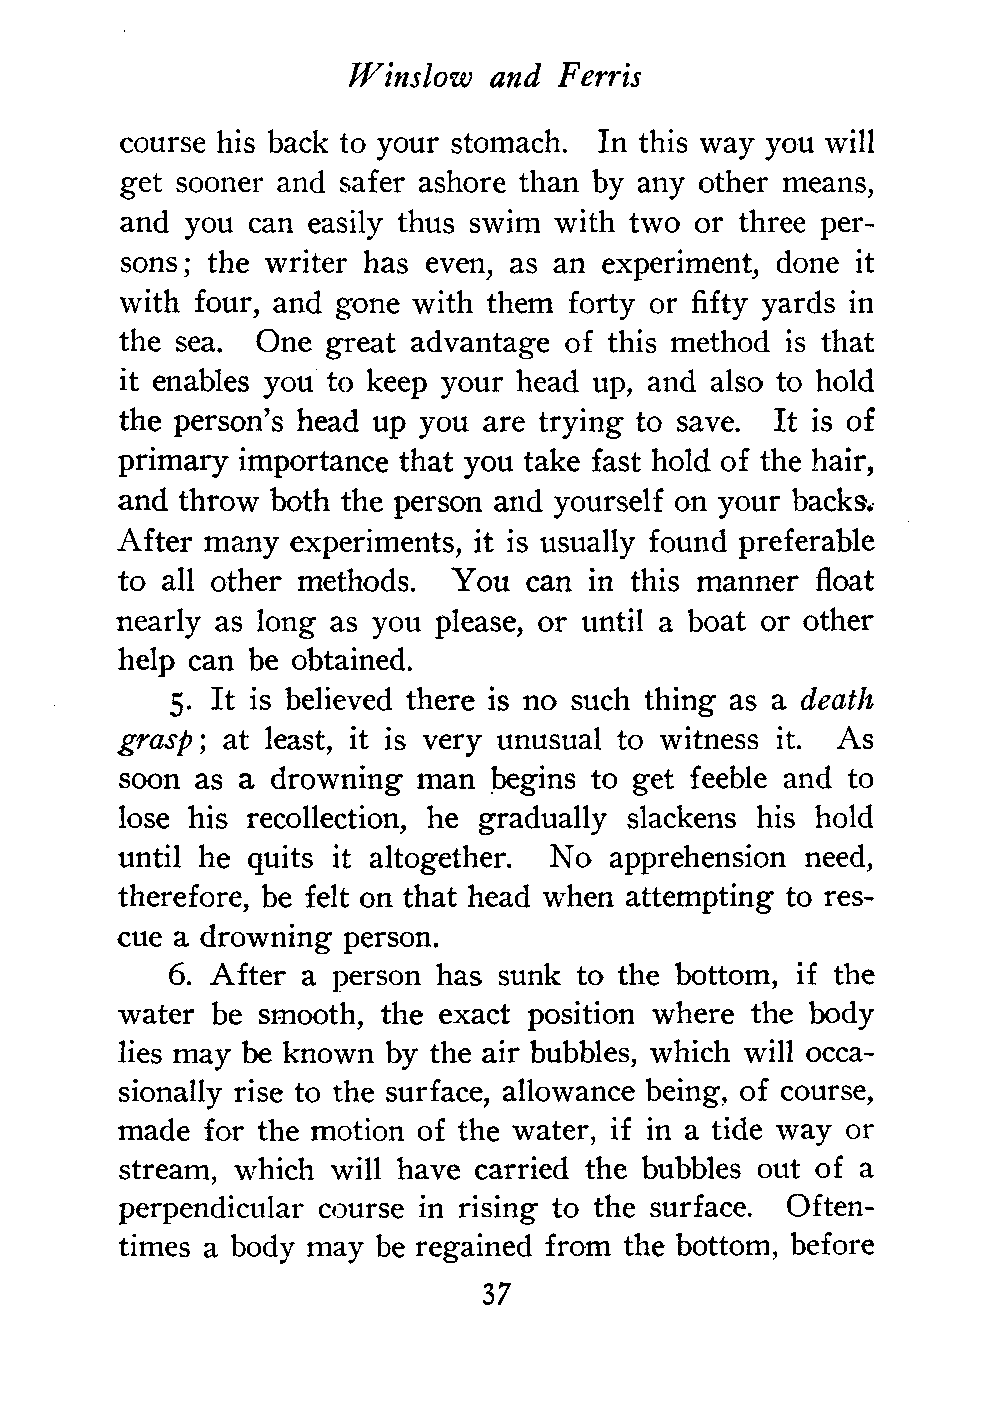 Winslow and Ferris
course his back to your stomach. In this way you will
get sooner and safer ashore than by any other means,
and you can easily thus swim with two or three per-
sons; the writer has even, as an experiment, done it
with four, and gone with them forty or fifty yards in
the sea. One great advantage of this method is that
it enables you to keep your head up, and also to hold
the person's head up you are trying to save. It is of
primary importance that you take fast hold of the hair,
and throw both the person and yourself on your backs.
After many experiments, it is usually found preferable
to all other methods. You can in this manner float
nearly as long as you please, or until a boat or other
help can be obtained.
5. It is believed there is no such thing as a death
grasp; at least, it is very unusual to witness it. As
soon as a drowning man begins to get feeble and to
lose his recollection, he gradually slackens his hold
until he quits it altogether. No apprehension need,
therefore, be felt on that head when attempting to res-
cue a drowning person.
6. After a person has sunk to the bottom, if the
water be smooth, the exact position where the body
lies may be known by the air bubbles, which will occa-
sionally rise to the surface, allowance being, of course,
made for the motion of the water, if in a tide way or
stream, which will have carried the bubbles out of a
perpendicular course in rising to the surface. Often-
times a body may be regained from the bottom, before
37